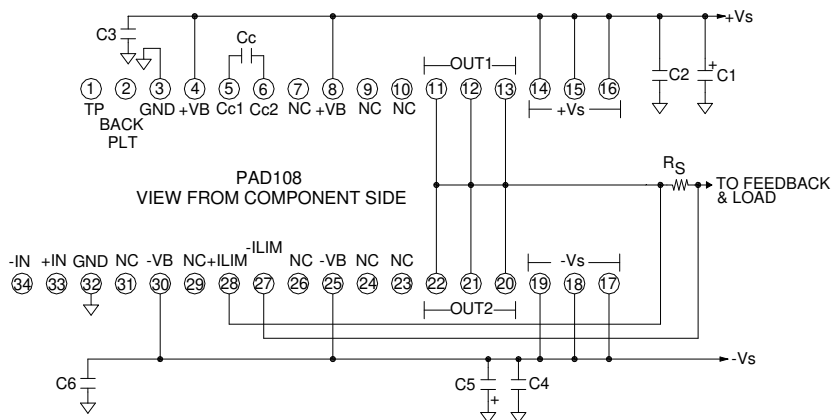 +Vs
C3
Cc
OUT1
C2
+
C1
1 2 3 4 5 6 7 8 9 10 11 12 13 14 15 16
TP
BACK
PLT
GND +VB Cc1 Cc2 NC +VB NC NC
+Vs
PAD108
VIEW FROM COMPONENT SIDE
RS
TO FEEDBACK
& LOAD
-IN +IN GND NC -VB NC +ILIM -ILIM NC -VB NC NC
-Vs
34 33 32 31 30 29 28 27 26 25 24 23 22 21 20 19 18 17
OUT2
-Vs
C6
C5
+
C4